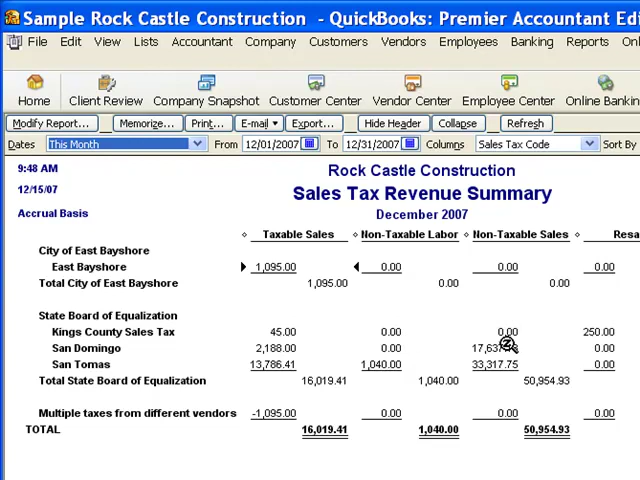 Sample Rock Castle Construction - QuickBooks: Premier Accountant Edi
File Edit View Lists Accountant Company Customers Vendors Employees Banking Reports Onl
Home Client Review Company Snapshot Customer Center Vendor Center Employee Center Online Bankin
Modify Report... Memorize... Print... E-mail Export... Hide Header Collapse Refresh
Dates This Month From 12/01/2007 To 12/31/2007 Columns Sales Tax Code Sort By
9:48 AM Rock Castle Construction
12/15/07 Sales Tax Revenue Summary
Accrual Basis December 2007
Taxable Sales Non-Taxable Labor Non-Taxable Sales Resa
City of East Bayshore
East Bayshore 1,095.00 0.00 0.00 0.00
Total City of East Bayshore 1,095.00 0.00 0.00
State Board of Equalization
Kings County Sales Tax 45.00 0.00 0.00 250.00
San Domingo 2,188.00 0.00 0.00
San Tomas 13,786.41 1,040.00 33,317.75 0.00
Total State Board of Equalization 16,019.41 1,040.00 50,954.93
Multiple taxes from different vendors -1,095.00 0.00 0.00 0.00
TOTAL 16,019.41 1,040.00 50,954.93